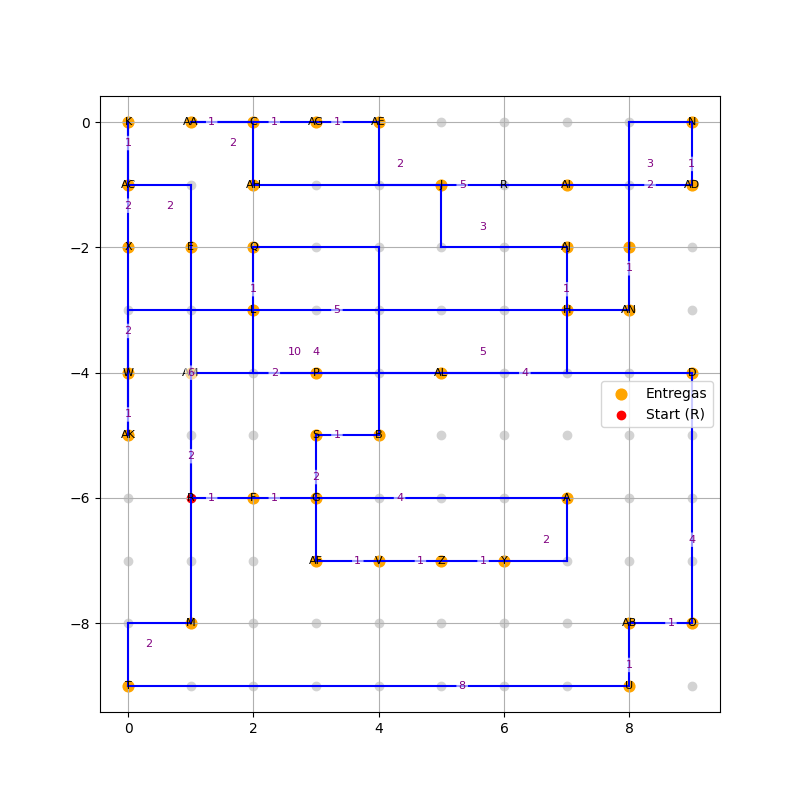 0 K AA 1 C 1 AG 1 AE N
1 2 2 3 1
AH 5 R AI 2 AD
2 2 3
−2 X E Q AJ
1 1 1
5 H AN
2 10 4 5
−4 W 2 P AL 4 D
Entregas
Start (R)
1
AK S 1 B
2 2
−6 1 F 1 G 4 A
2 4
AF 1 V 1 Z 1 Y
−8 M AB 1 O
2 1
T 8 U
0 2 4 6 8